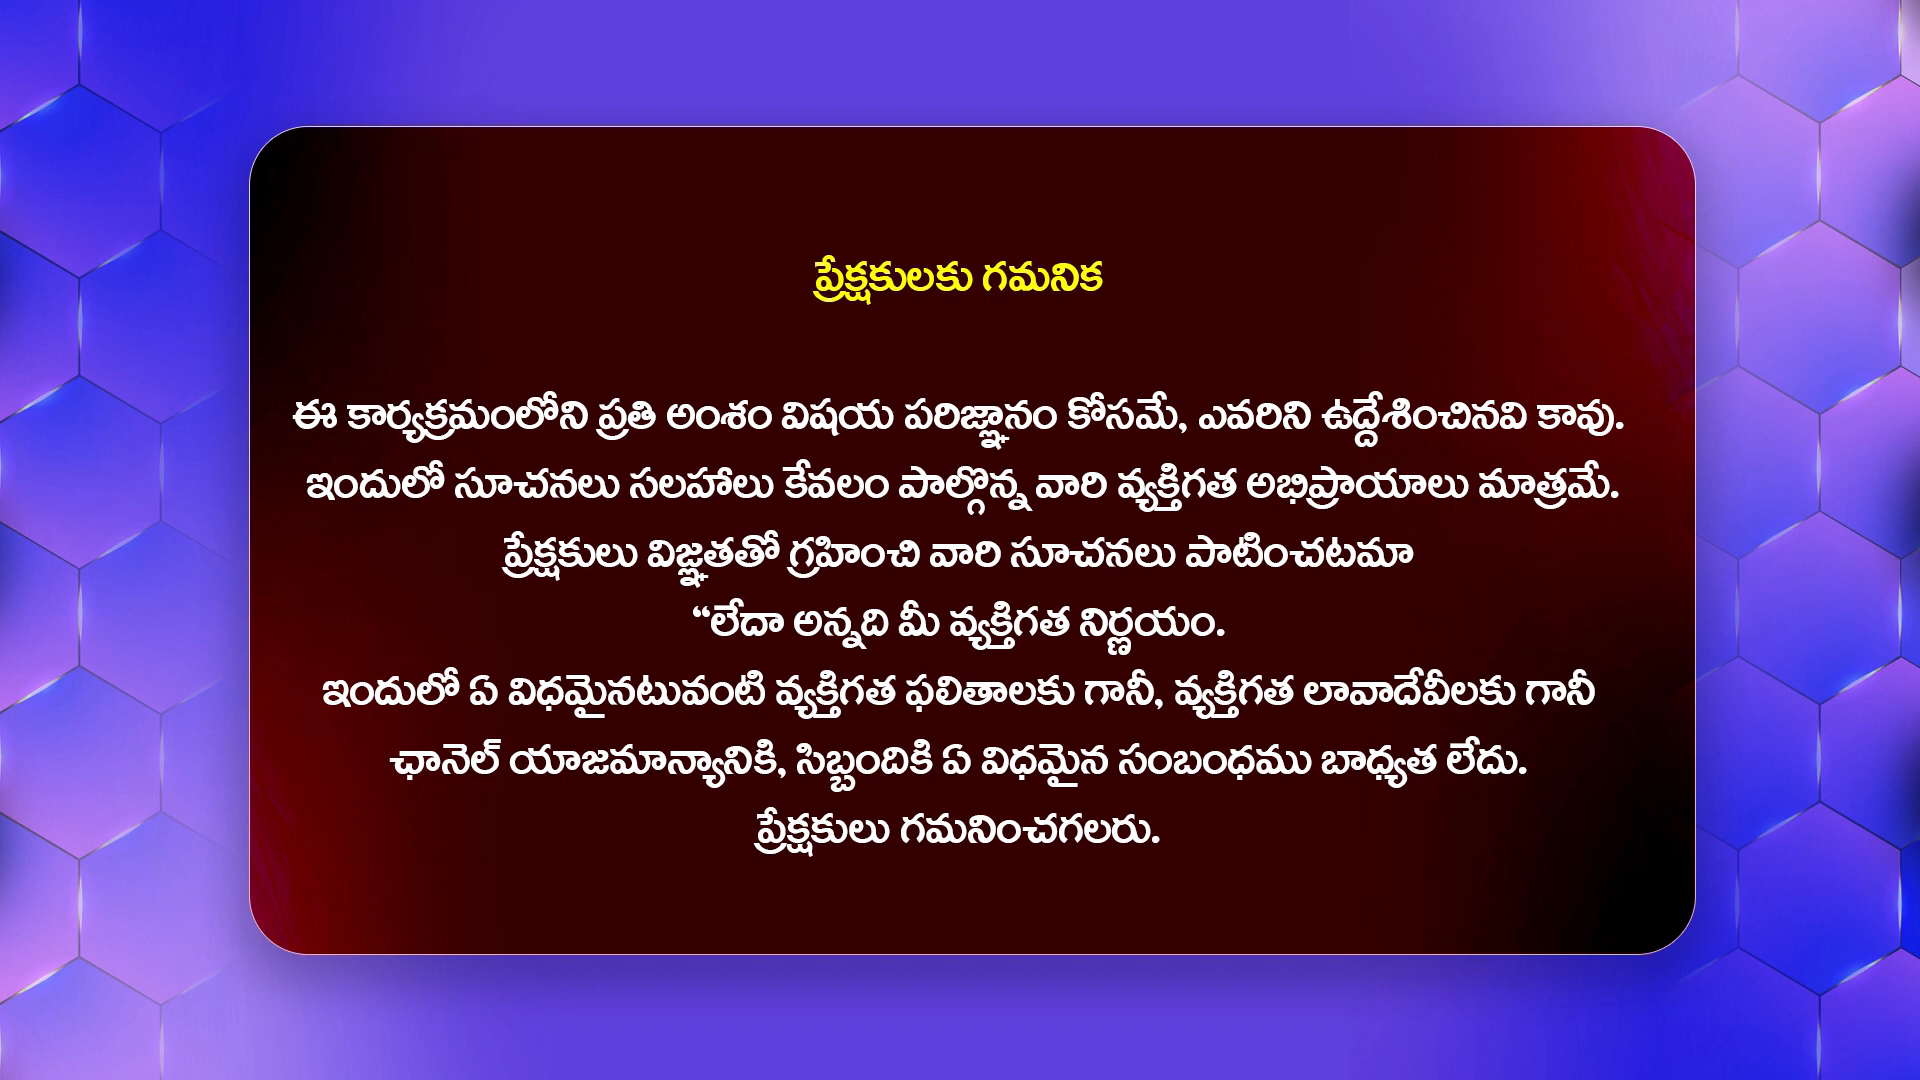 ప్రేక్షకులకు గమనిక
ఈ కార్యక్రమంలోని ప్రతి అంశం విషయ పరిజ్ఞానం కోసమే, ఎవరిని ఉద్దేశించినవి కావు.
ఇందులో సూచనలు సలహాలు కేవలం పాల్గొన్న వారి వ్యక్తిగత అభిప్రాయాలు మాత్రమే.
ప్రేక్షకులు విజ్ఞతతో గ్రహించి వారి సూచనలు పాటించటమా
“లేదా అన్నది మీ వ్యక్తిగత నిర్ణయం.
ఇందులో ఏ విధమైనటువంటి వ్యక్తిగత ఫలితాలకు గానీ, వ్యక్తిగత లావాదేవీలకు గానీ
ఛానెల్ యాజమాన్యానికి, సిబ్బందికి ఏ విధమైన సంబంధము బాధ్యత లేదు.
ప్రేక్షకులు గమనించగలరు.